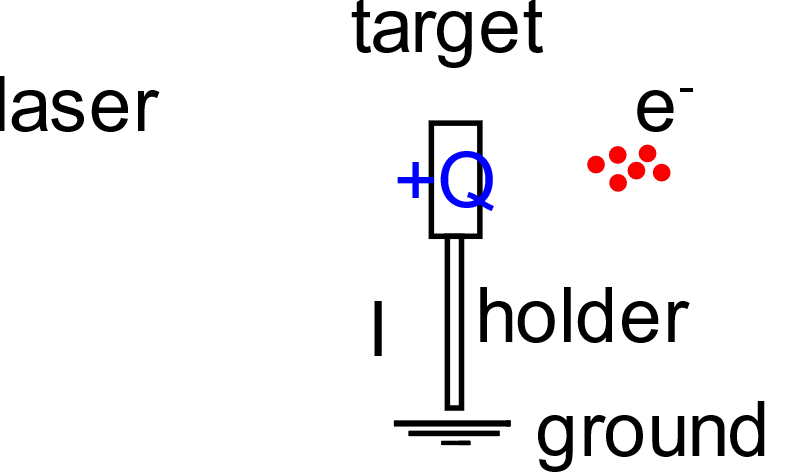 target
laser
e-
+Q
I
holder
ground